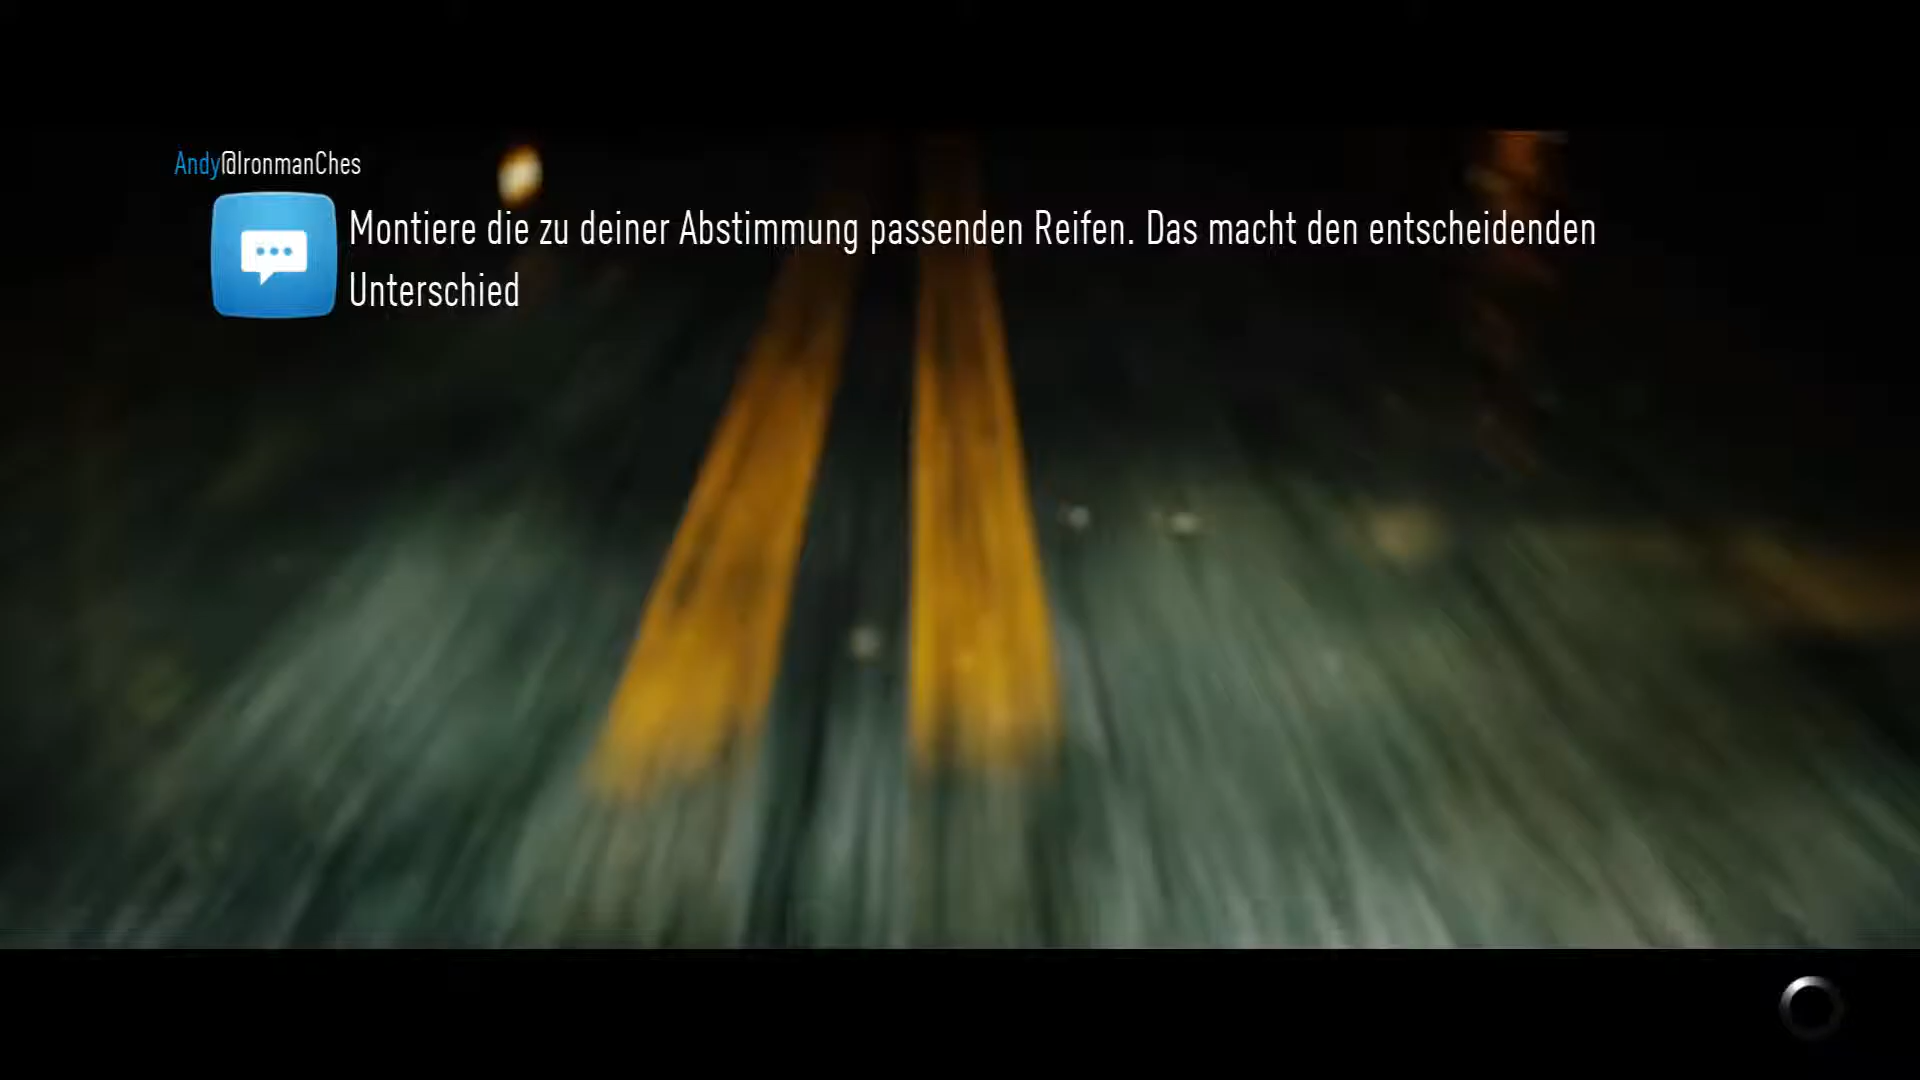 Andy@IronmanChes
Montiere die zu deiner Abstimmung passenden Reifen. Das macht den entscheidenden
Unterschied